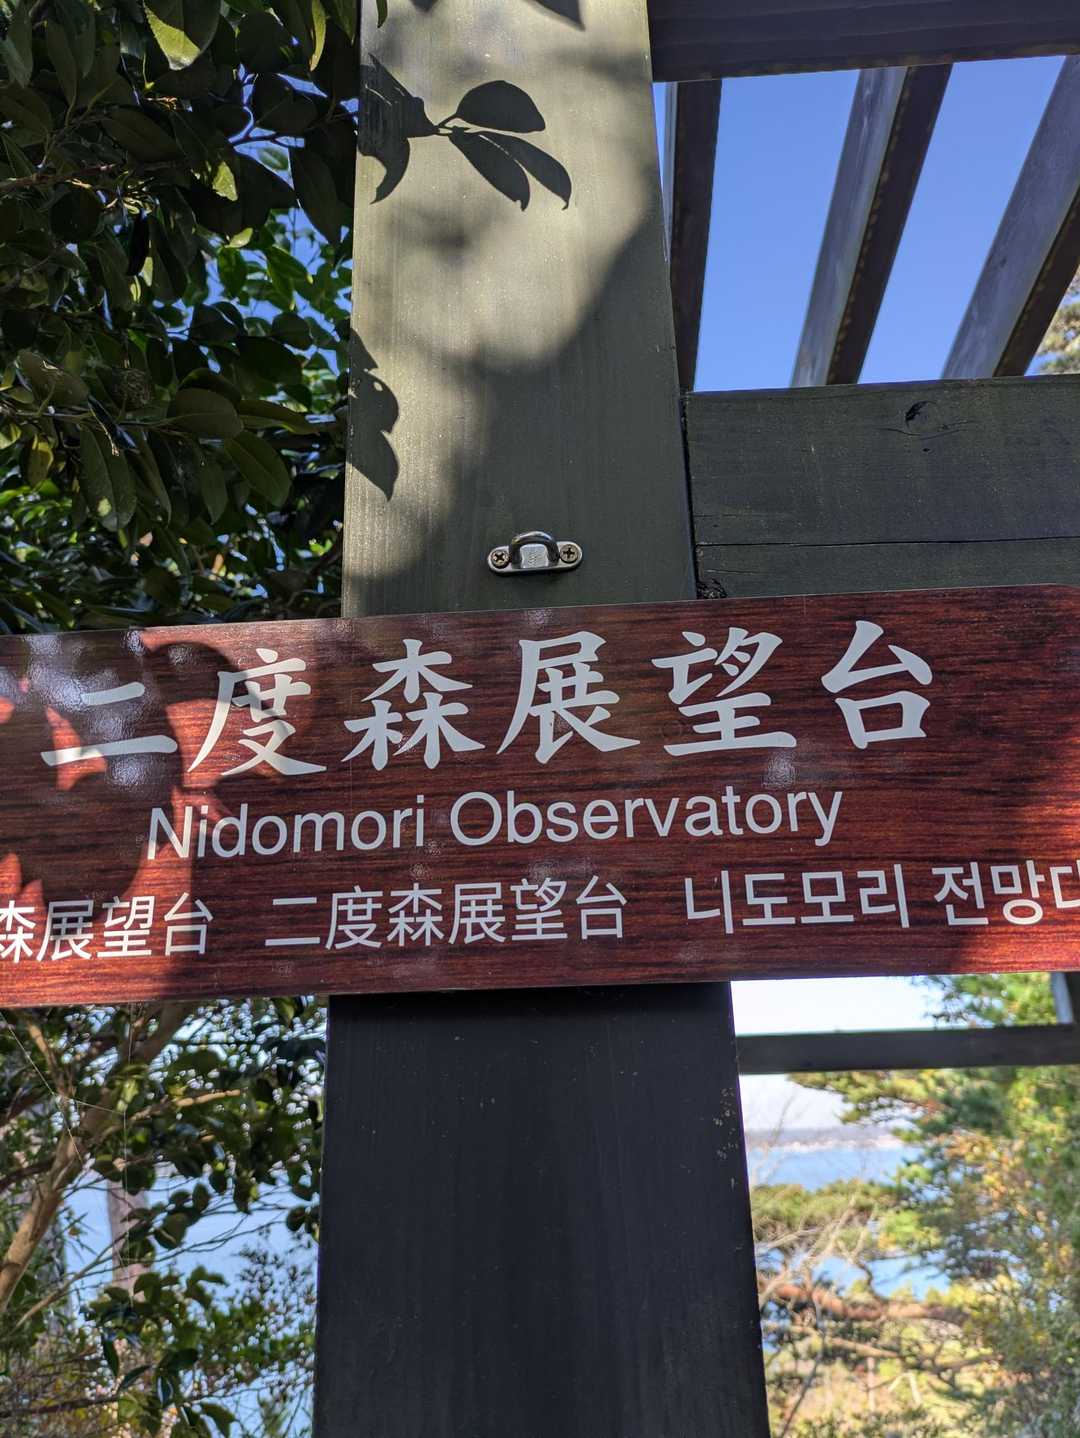 二度森展望台
Nidomori Observatory
森展望台 二度森展望台 니도모리 전망대